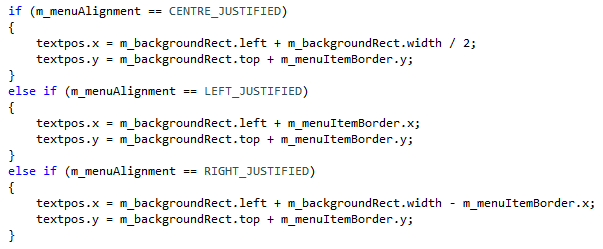 if (m_menuAlignment == CENTRE_JUSTIFIED)
{
    textpos.x = m_backgroundRect.left + m_backgroundRect.width / 2;
    textpos.y = m_backgroundRect.top + m_menuItemBorder.y;
}
else if (m_menuAlignment == LEFT_JUSTIFIED)
{
    textpos.x = m_backgroundRect.left + m_menuItemBorder.x;
    textpos.y = m_backgroundRect.top + m_menuItemBorder.y;
}
else if (m_menuAlignment == RIGHT_JUSTIFIED)
{
    textpos.x = m_backgroundRect.left + m_backgroundRect.width - m_menuItemBorder.x;
    textpos.y = m_backgroundRect.top + m_menuItemBorder.y;
}